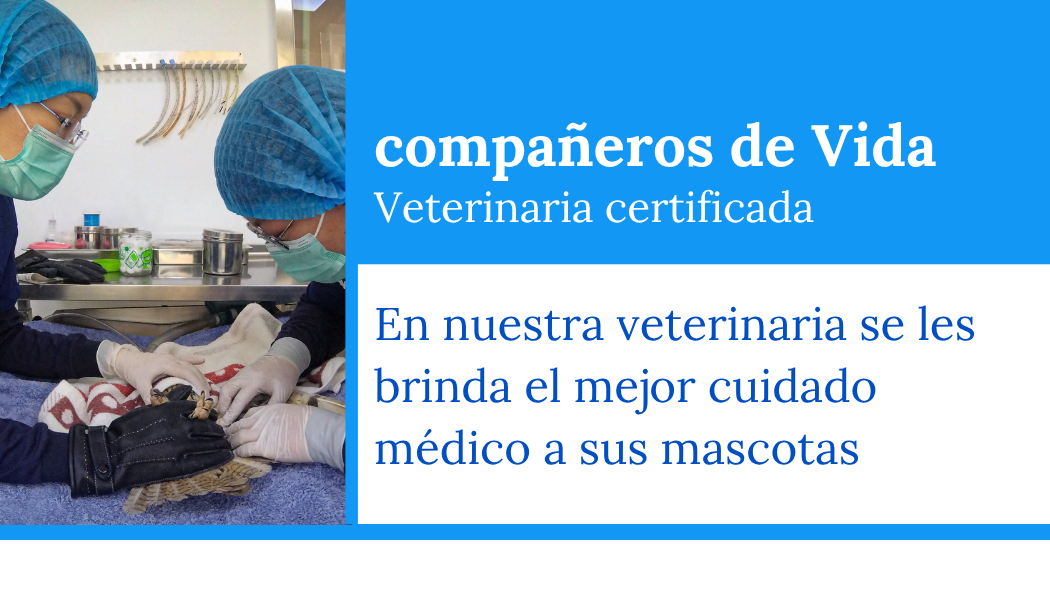 compañeros de Vida
Veterinaria certificada
En nuestra veterinaria se les
brinda el mejor cuidado
médico a sus mascotas